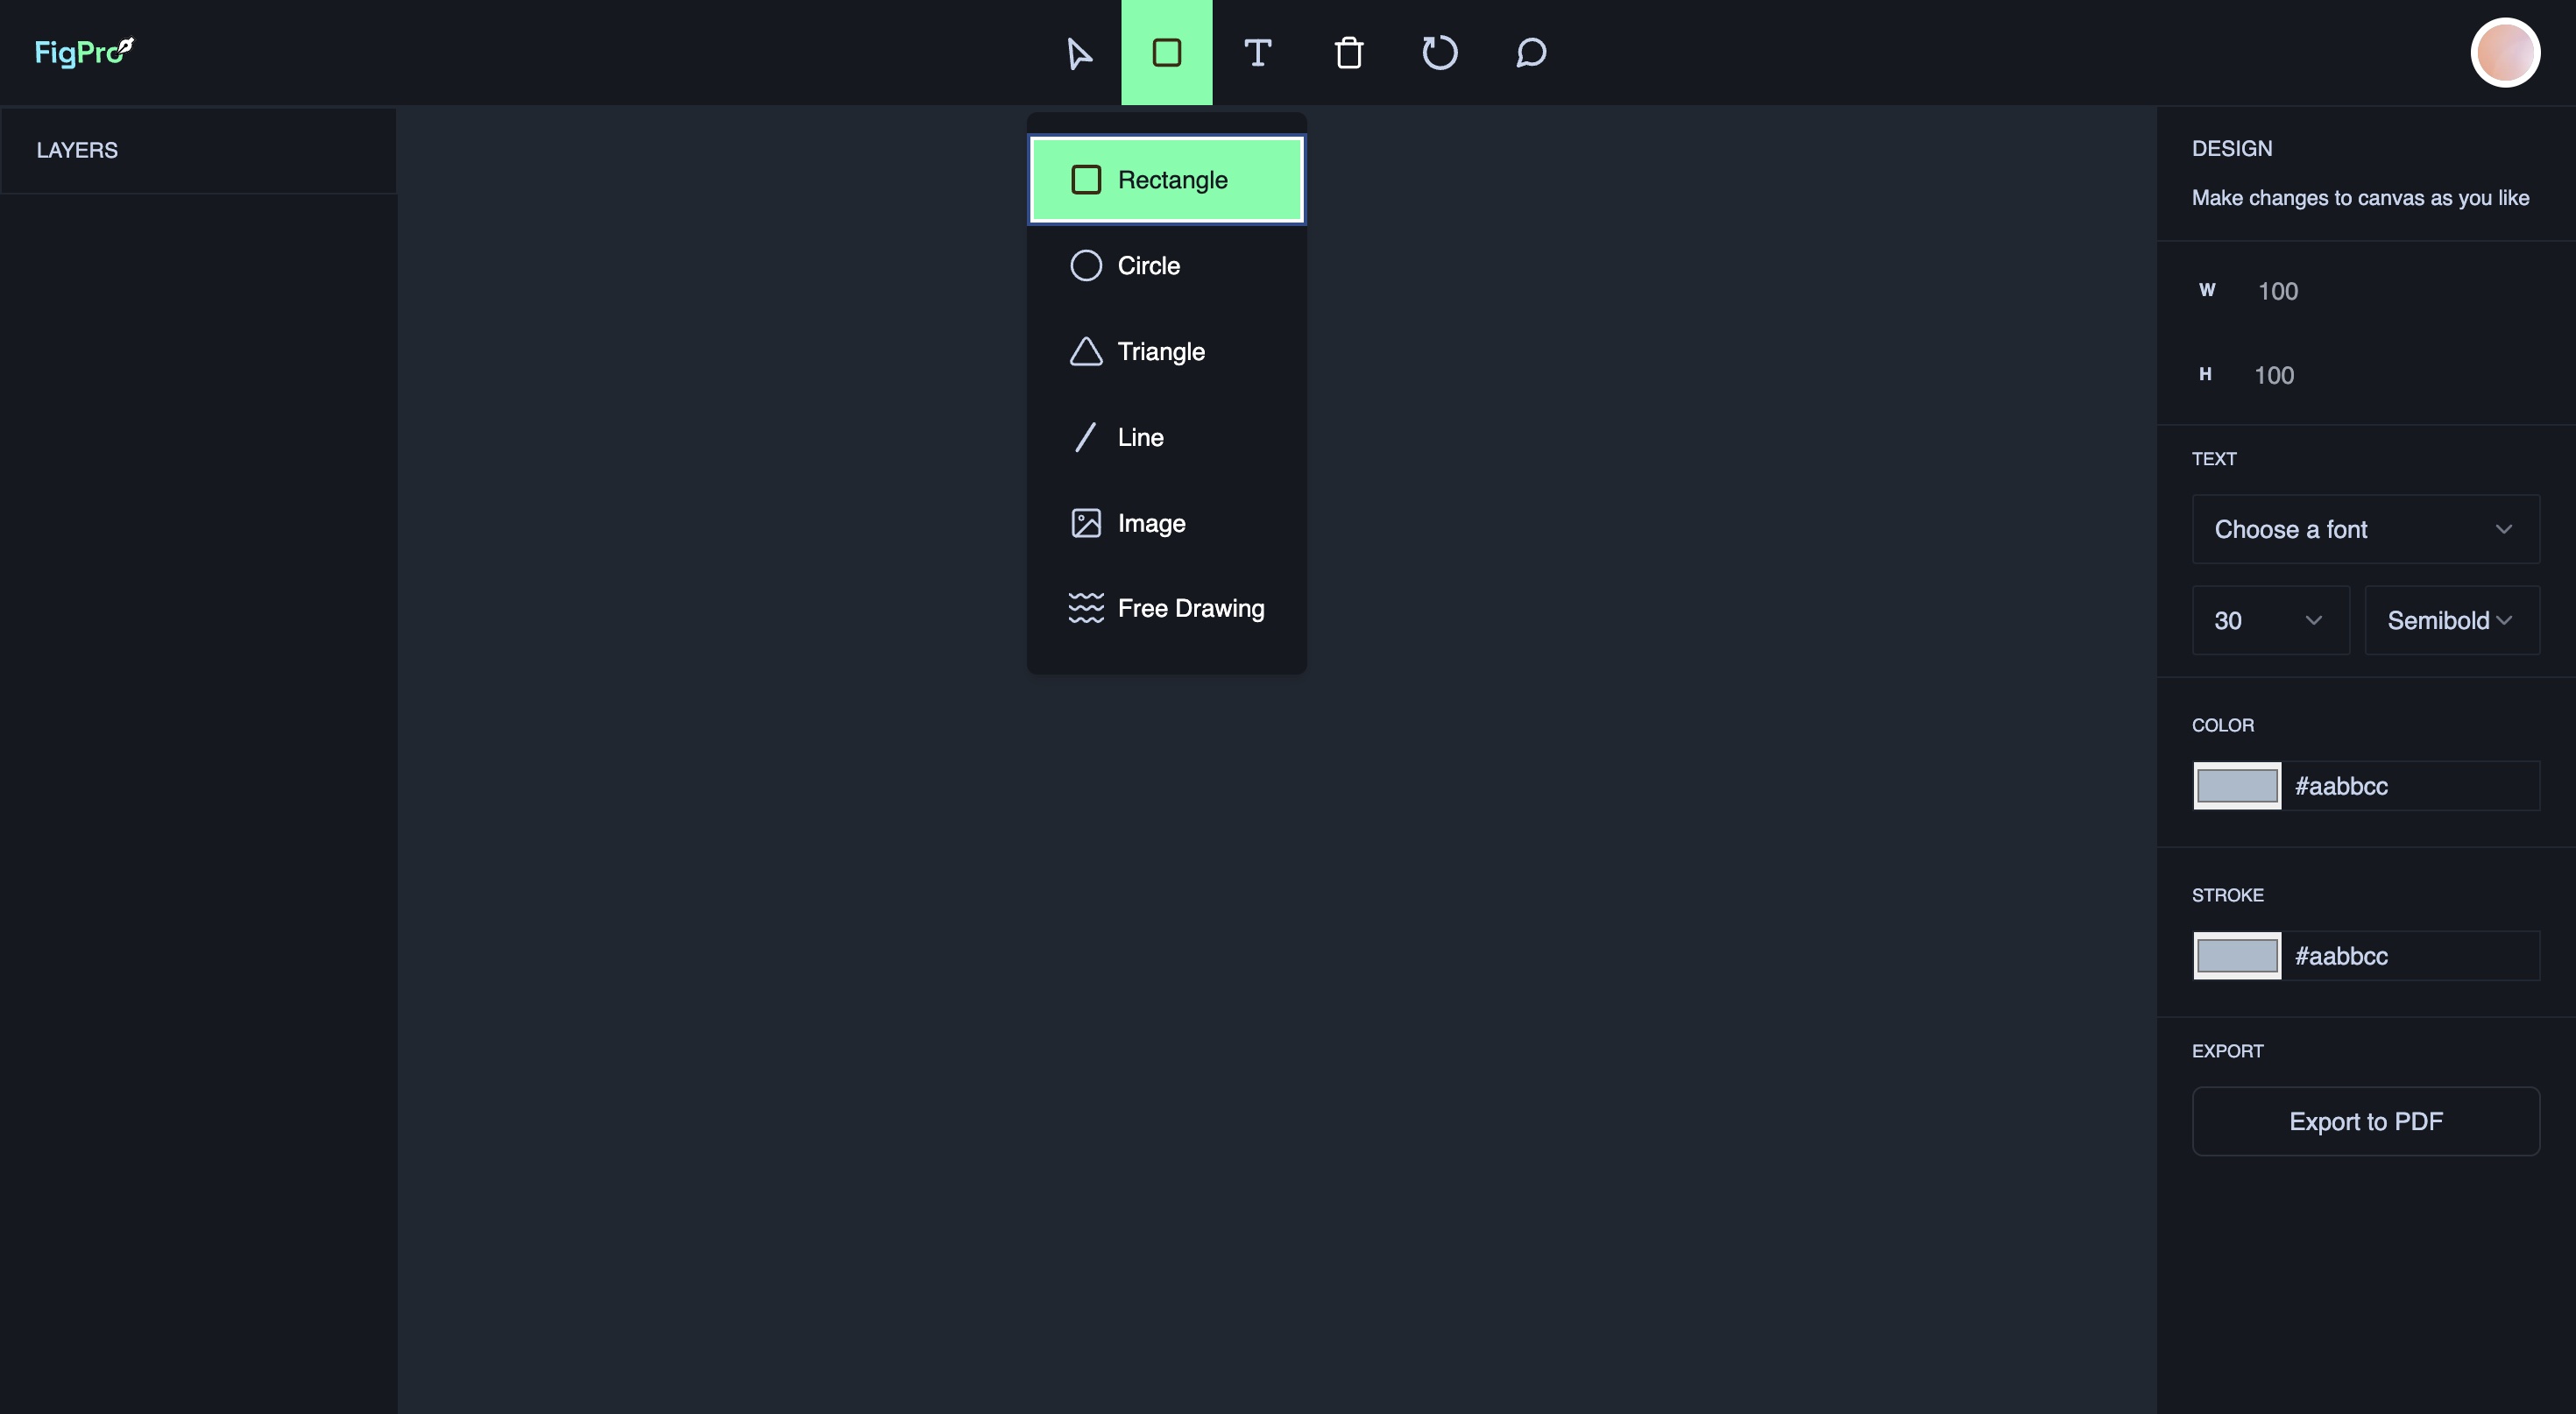 FigPro
LAYERS
Rectangle
Circle
Triangle
Line
Image
Free Drawing
DESIGN
Make changes to canvas as you like
W 100
H 100
TEXT
Choose a font
30 Semibold
COLOR
#aabbcc
STROKE
#aabbcc
EXPORT
Export to PDF